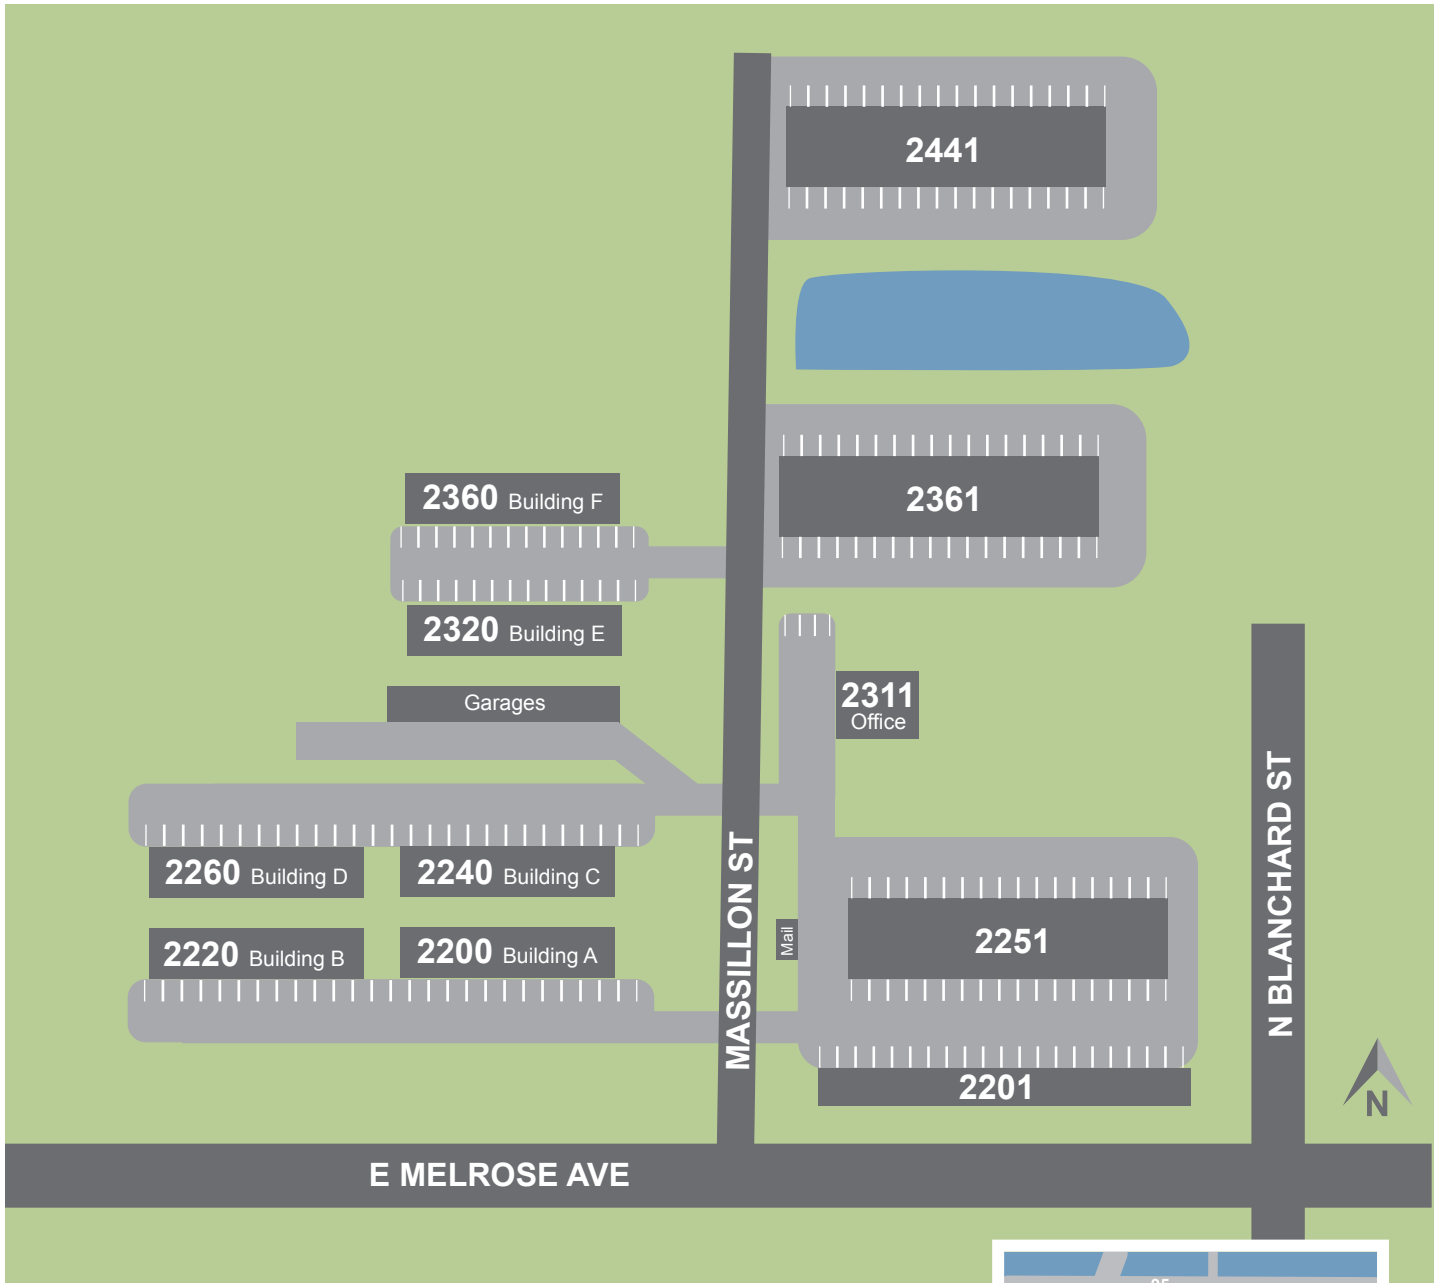 2441
2361
2360 Building F
2320 Building E
Garages
2311
Office
2260 Building D
2240 Building C
2220 Building B
2200 Building A
MASSILLON ST
Mail
2251
2201
N BLANCHARD ST
N
E MELROSE AVE